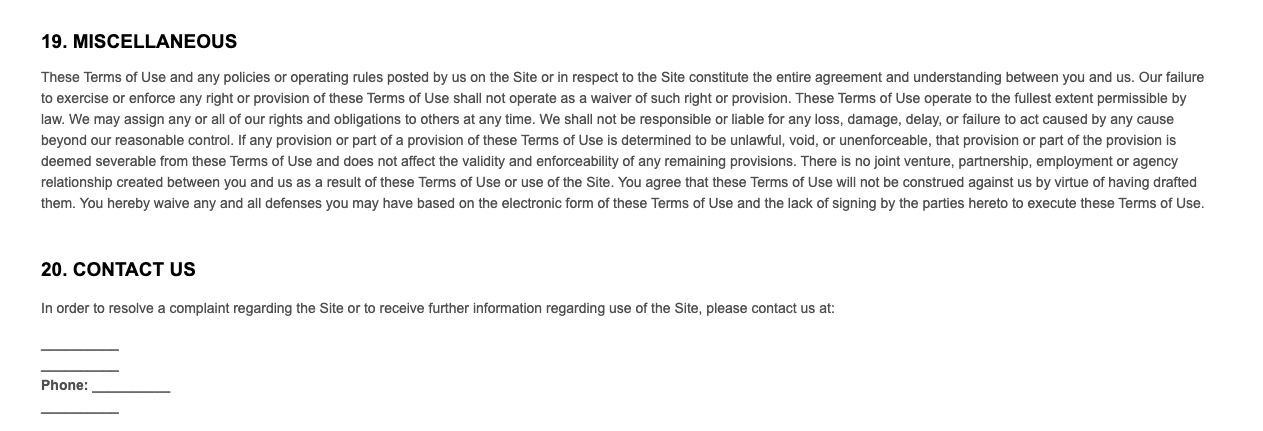 19. MISCELLANEOUS
These Terms of Use and any policies or operating rules posted by us on the Site or in respect to the Site constitute the entire agreement and understanding between you and us. Our failure
to exercise or enforce any right or provision of these Terms of Use shall not operate as a waiver of such right or provision. These Terms of Use operate to the fullest extent permissible by
law. We may assign any or all of our rights and obligations to others at any time. We shall not be responsible or liable for any loss, damage, delay, or failure to act caused by any cause
beyond our reasonable control. If any provision or part of a provision of these Terms of Use is determined to be unlawful, void, or unenforceable, that provision or part of the provision is
deemed severable from these Terms of Use and does not affect the validity and enforceability of any remaining provisions. There is no joint venture, partnership, employment or agency
relationship created between you and us as a result of these Terms of Use or use of the Site. You agree that these Terms of Use will not be construed against us by virtue of having drafted
them. You hereby waive any and all defenses you may have based on the electronic form of these Terms of Use and the lack of signing by the parties hereto to execute these Terms of Use.
20. CONTACT US
In order to resolve a complaint regarding the Site or to receive further information regarding use of the Site, please contact us at:
__________
__________
Phone: __________
__________